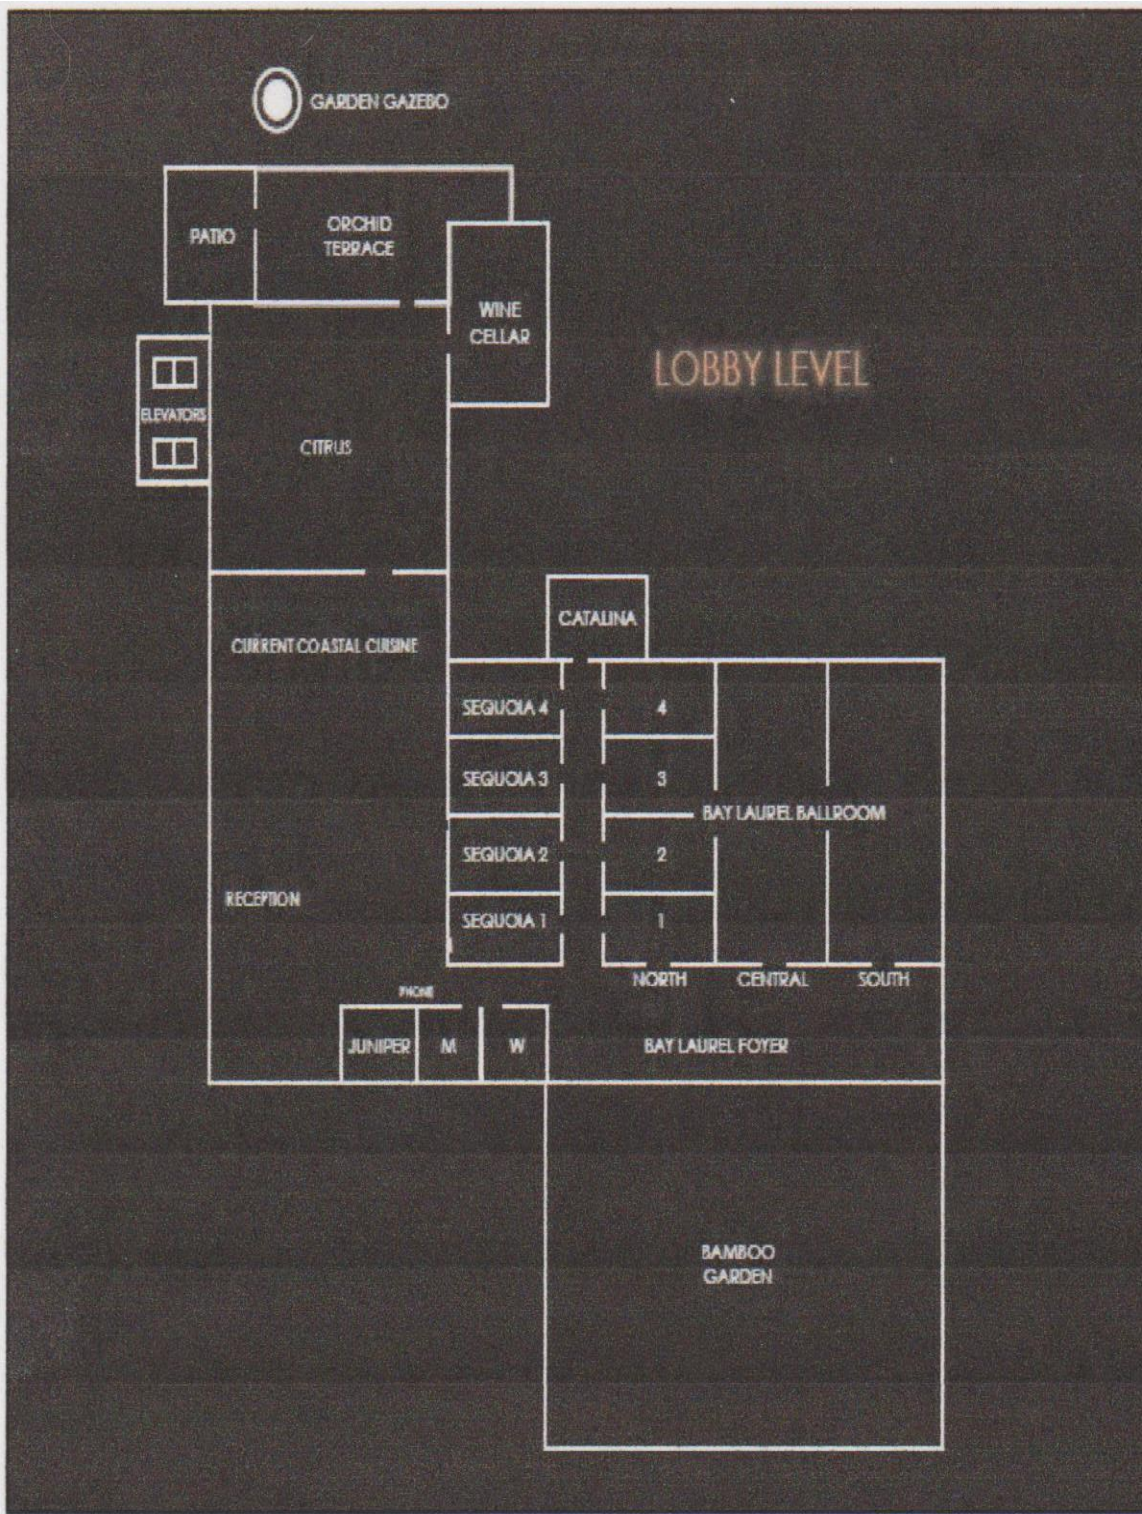 GARDEN GAZEBO
PATIO
ORCHID
TERRACE
WINE
CELLAR
LOBBY LEVEL
ELEVATORS
CITRUS
CATALINA
CURRENT COASTAL CUISINE
SEQUOIA 4
4
SEQUOIA 3
3
BAY LAUREL BALLROOM
SEQUOIA 2
2
RECEPTION
SEQUOIA 1
1
NORTH
CENTRAL
SOUTH
PHONE
JUNIPER
M
W
BAY LAUREL FOYER
BAMBOO
GARDEN